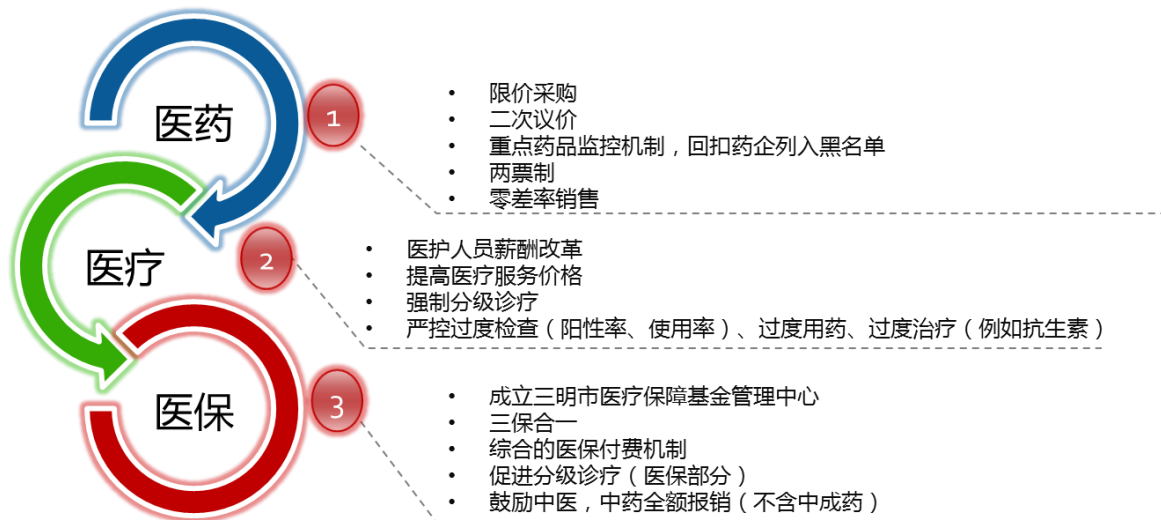 医药
1
• 限价采购
• 二次议价
• 重点药品监控机制，回扣药企列入黑名单
• 两票制
• 零差率销售
医疗
2
• 医护人员薪酬改革
• 提高医疗服务价格
• 强制分级诊疗
• 严控过度检查（阳性率、使用率）、过度用药、过度治疗（例如抗生素）
医保
3
• 成立三明市医疗保障基金管理中心
• 三保合一
• 综合的医保付费机制
• 促进分级诊疗（医保部分）
• 鼓励中医，中药全额报销（不含中成药）